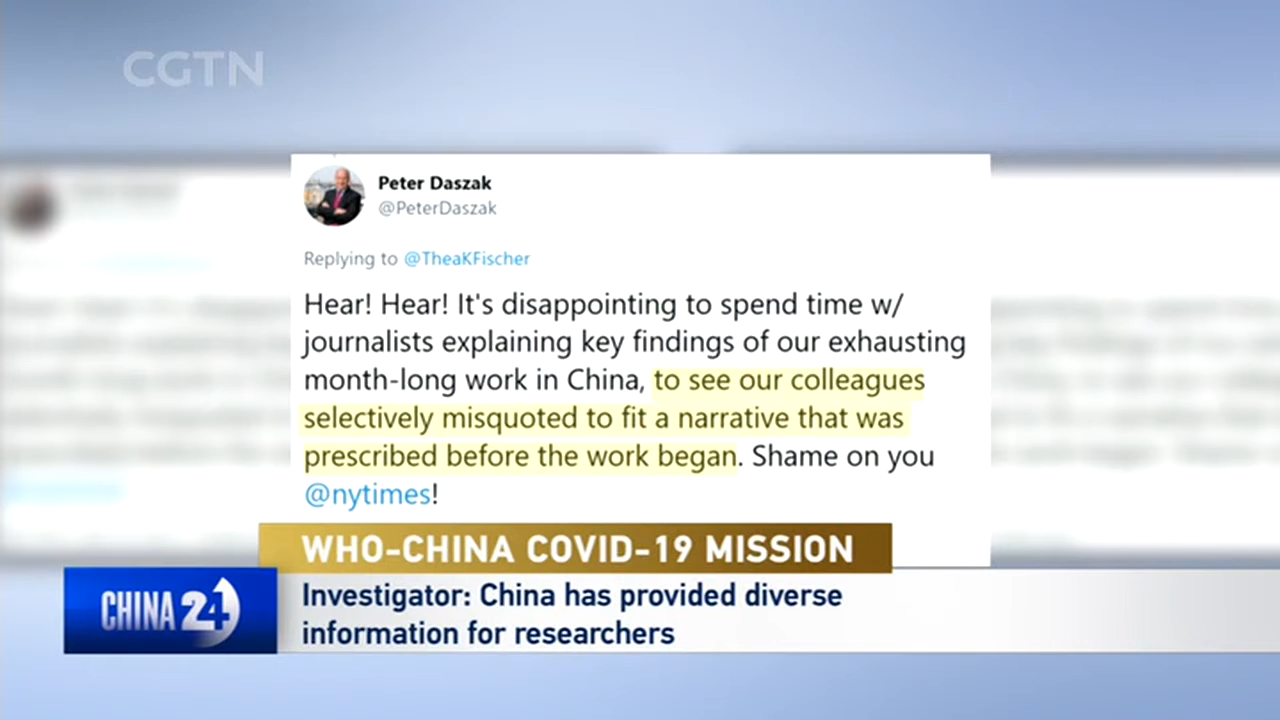 CGTN
Peter Daszak
@PeterDaszak
Replying to @TheaKFischer
Hear! Hear! It's disappointing to spend time w/
journalists explaining key findings of our exhausting
month-long work in China, to see our colleagues
selectively misquoted to fit a narrative that was
prescribed before the work began. Shame on you
@nytimes!
WHO-CHINA COVID-19 MISSION
CHINA 24
Investigator: China has provided diverse
information for researchers